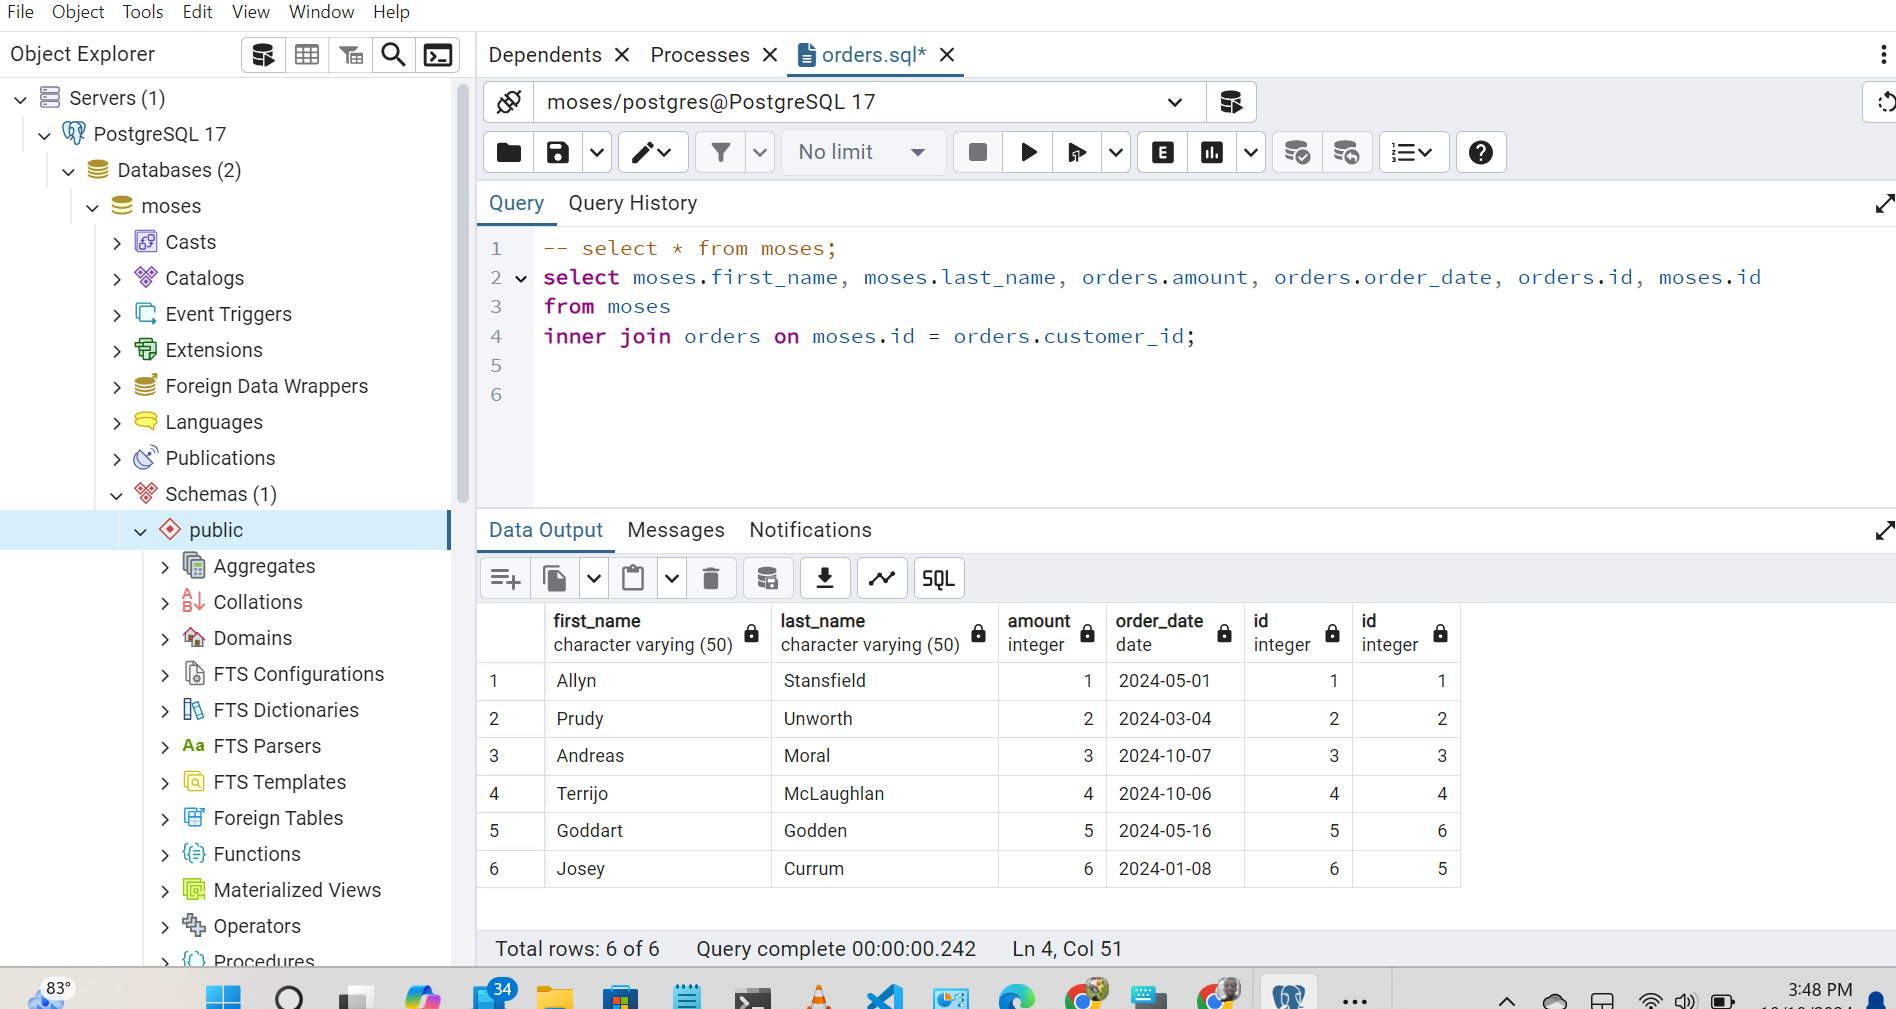 File Object Tools Edit View Window Help
Object Explorer
Servers (1)
PostgreSQL 17
Databases (2)
moses
Casts
Catalogs
Event Triggers
Extensions
Foreign Data Wrappers
Languages
Publications
Schemas (1)
public
Aggregates
Collations
Domains
FTS Configurations
FTS Dictionaries
Aa FTS Parsers
FTS Templates
Foreign Tables
Functions
Materialized Views
Operators
Procedures
Dependents Processes orders.sql*
moses/postgres@PostgreSQL 17
No limit E
Query Query History
1 -- select * from moses;
2 select moses.first_name, moses.last_name, orders.amount, orders.order_date, orders.id, moses.id
3 from moses
4 inner join orders on moses.id = orders.customer_id;
5
6
Data Output Messages Notifications
SQL
first_name last_name amount order_date id id
character varying (50) character varying (50) integer date integer integer
1 Allyn Stansfield 1 2024-05-01 1 1
2 Prudy Unworth 2 2024-03-04 2 2
3 Andreas Moral 3 2024-10-07 3 3
4 Terrijo McLaughlan 4 2024-10-06 4 4
5 Goddart Godden 5 2024-05-16 5 6
6 Josey Currum 6 2024-01-08 6 5
Total rows: 6 of 6 Query complete 00:00:00.242 Ln 4, Col 51
83° 34 3:48 PM